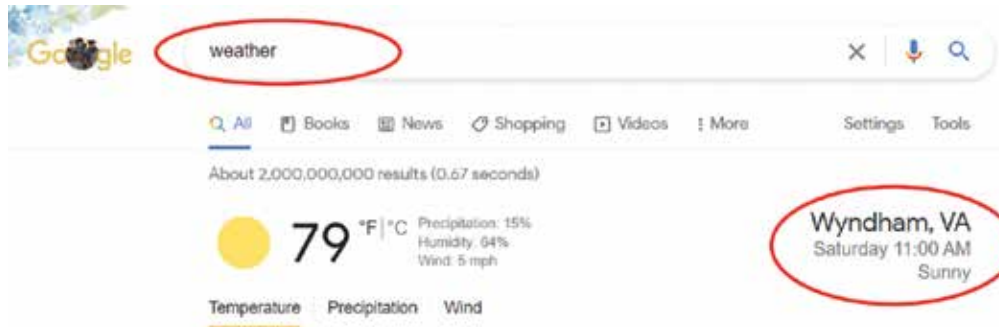 Google
weather
All Books News Shopping Videos More Settings Tools
About 2,000,000,000 results (0.67 seconds)
79 °F | °C
Precipitation: 15%
Humidity: 64%
Wind: 5 mph
Wyndham, VA
Saturday 11:00 AM
Sunny
Temperature Precipitation Wind